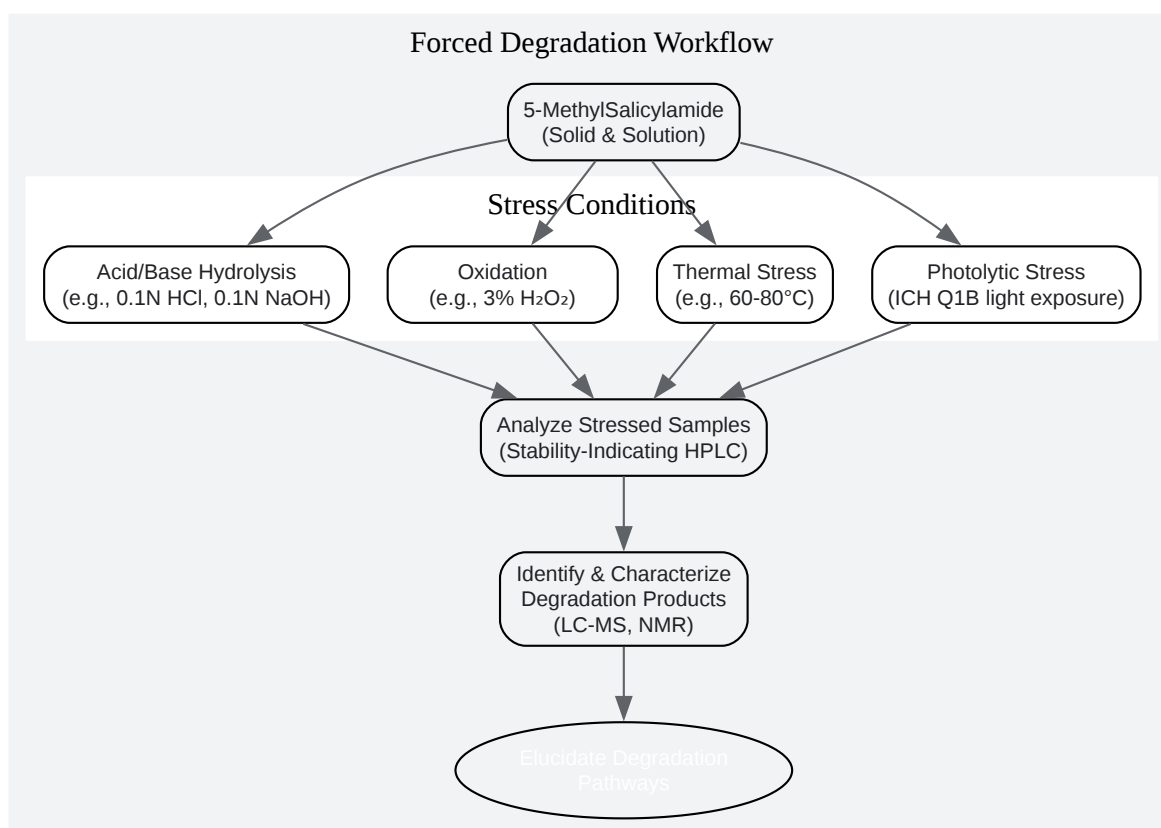 Forced Degradation Workflow
5-MethylSalicylamide
(Solid & Solution)
Stress Conditions
Acid/Base Hydrolysis
(e.g., 0.1N HCl, 0.1N NaOH)
Oxidation
(e.g., 3% H₂O₂)
Thermal Stress
(e.g., 60-80°C)
Photolytic Stress
(ICH Q1B light exposure)
Analyze Stressed Samples
(Stability-Indicating HPLC)
Identify & Characterize
Degradation Products
(LC-MS, NMR)
Elucidate Degradation
Pathways